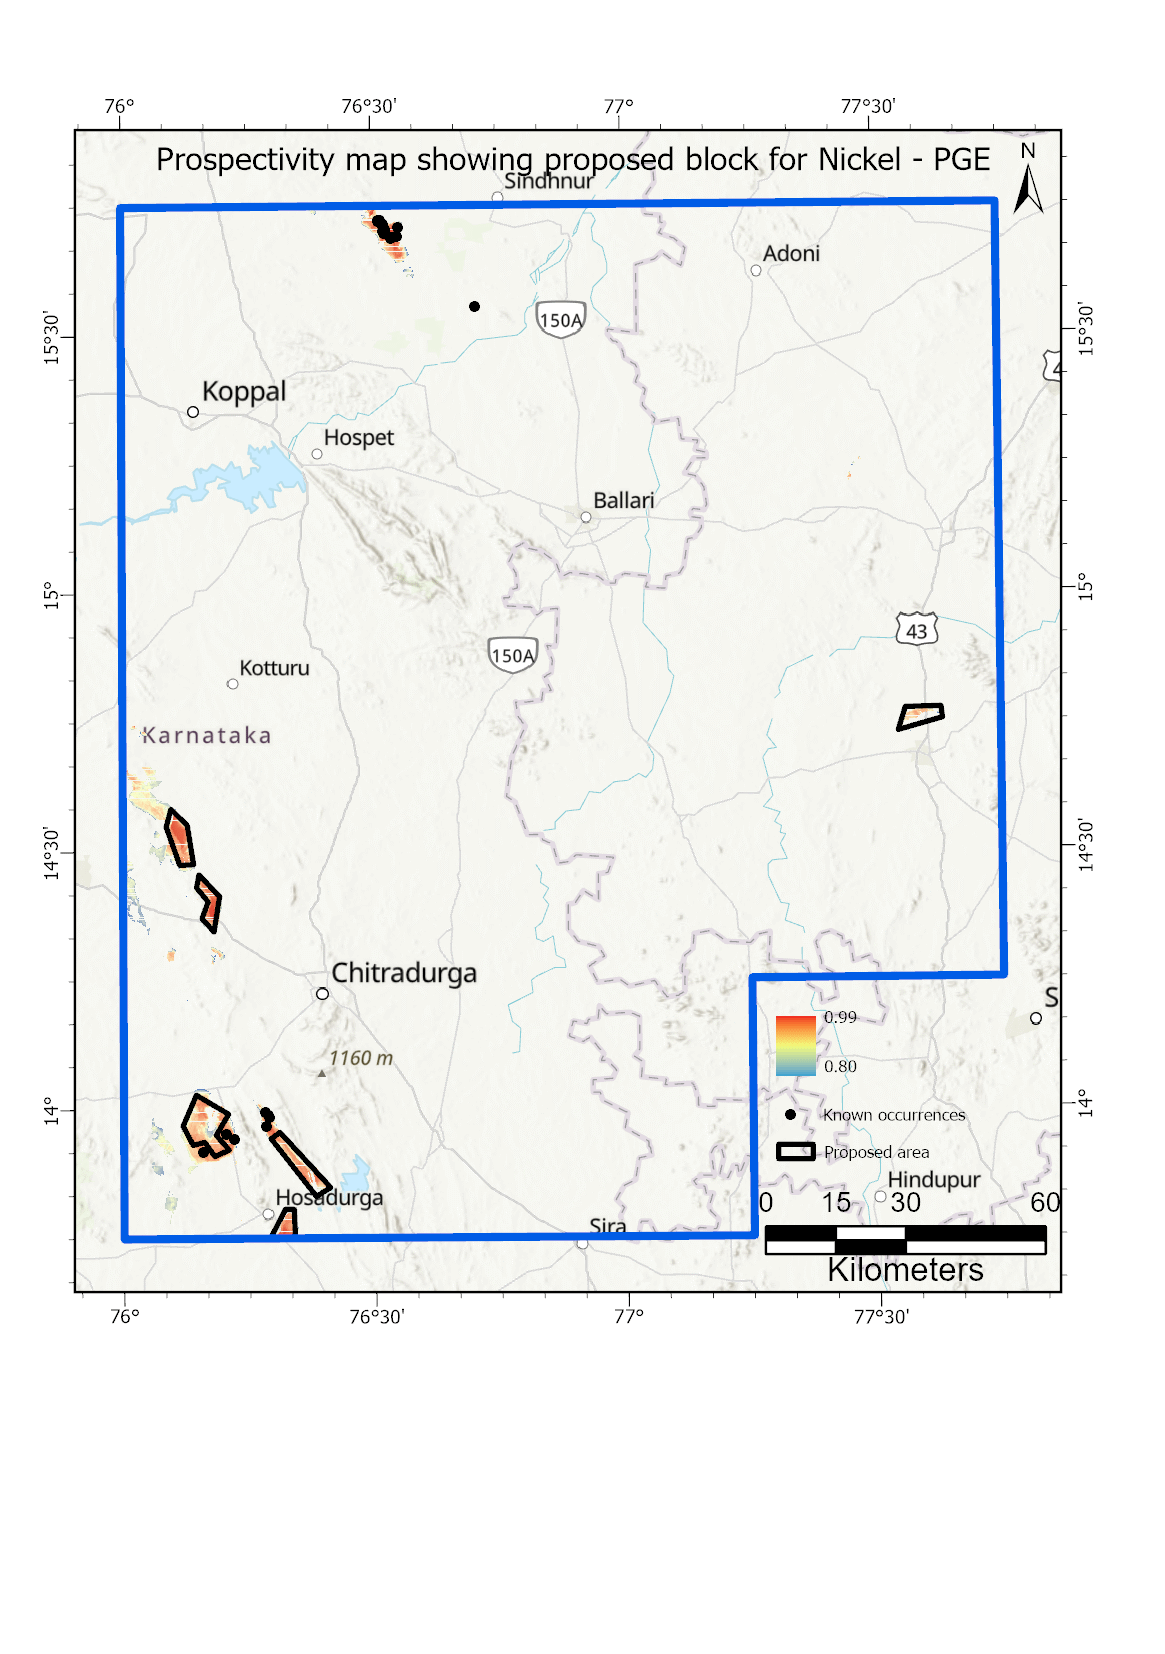 76° 76°30' 77° 77°30'
Prospectivity map showing proposed block for Nickel - PGE
N
Sindhnur
Adoni
150A
15°30' 15°30'
4
Koppal
Hospet
Ballari
15° 15°
43
150A
Kotturu
Karnataka
14°30' 14°30'
Chitradurga
S
1160 m
0.99
0.80
14° 14°
Known occurrences
Proposed area
Hosadurga
Hindupur
0 15 30 60
Sira
Kilometers
76° 76°30' 77° 77°30'